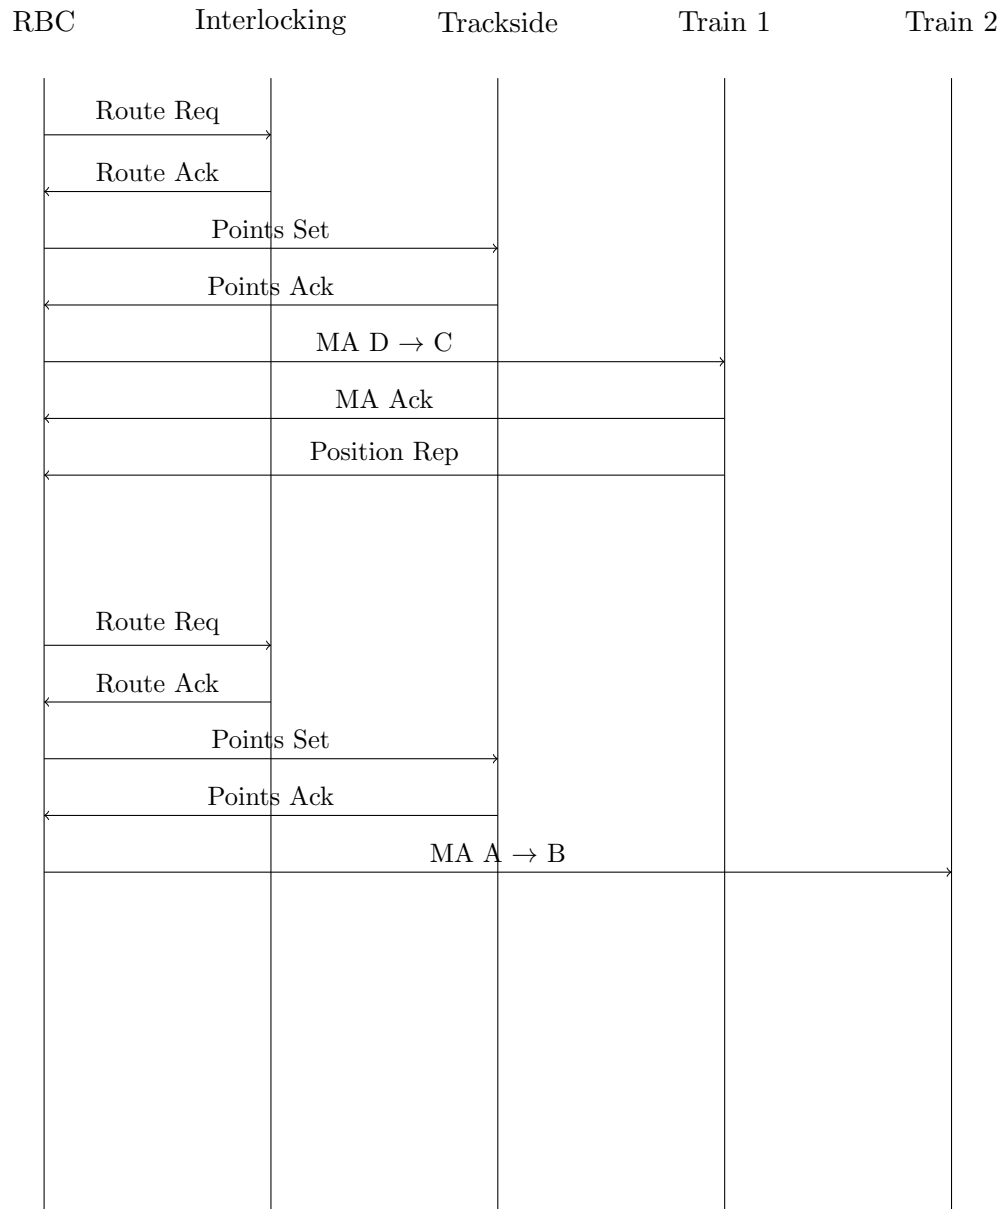 RBC Interlocking Trackside Train 1 Train 2
Route Req
Route Ack
Points Set
Points Ack
MA D → C
MA Ack
Position Rep
Route Req
Route Ack
Points Set
Points Ack
MA A → B